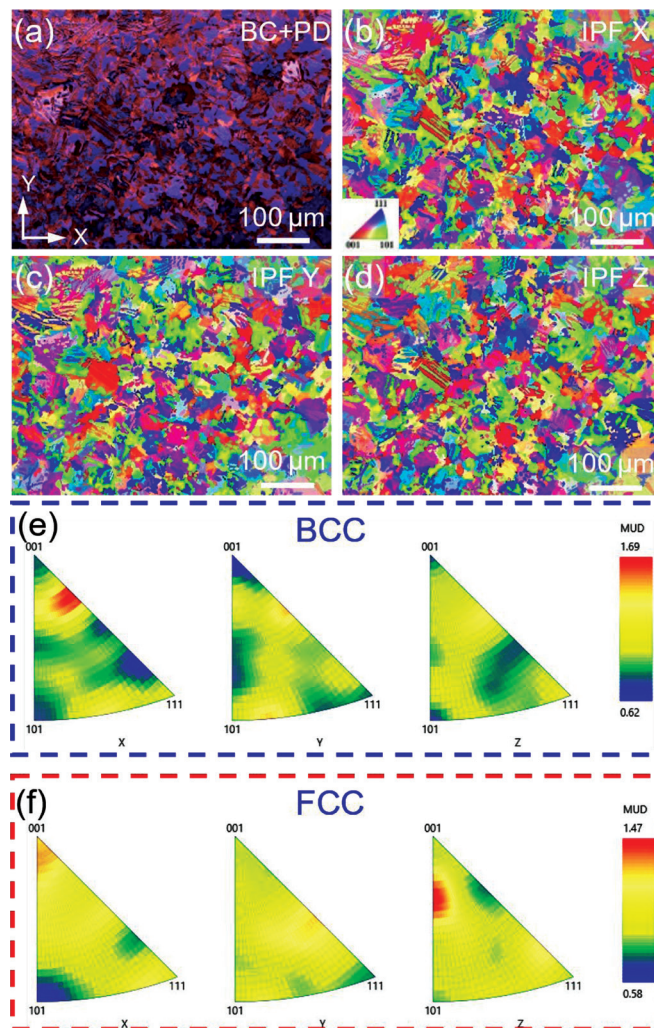 (a) BC+PD
Y
X
100 μm
(b) IPF X
111
001 101
100 μm
(c) IPF Y
100 μm
(d) IPF Z
100 μm
(e) BCC
MUD
1.69
0.62
001
101
111
X
001
101
111
Y
001
101
111
Z
(f) FCC
MUD
1.47
0.58
001
101
111
X
001
101
111
Y
001
101
111
Z